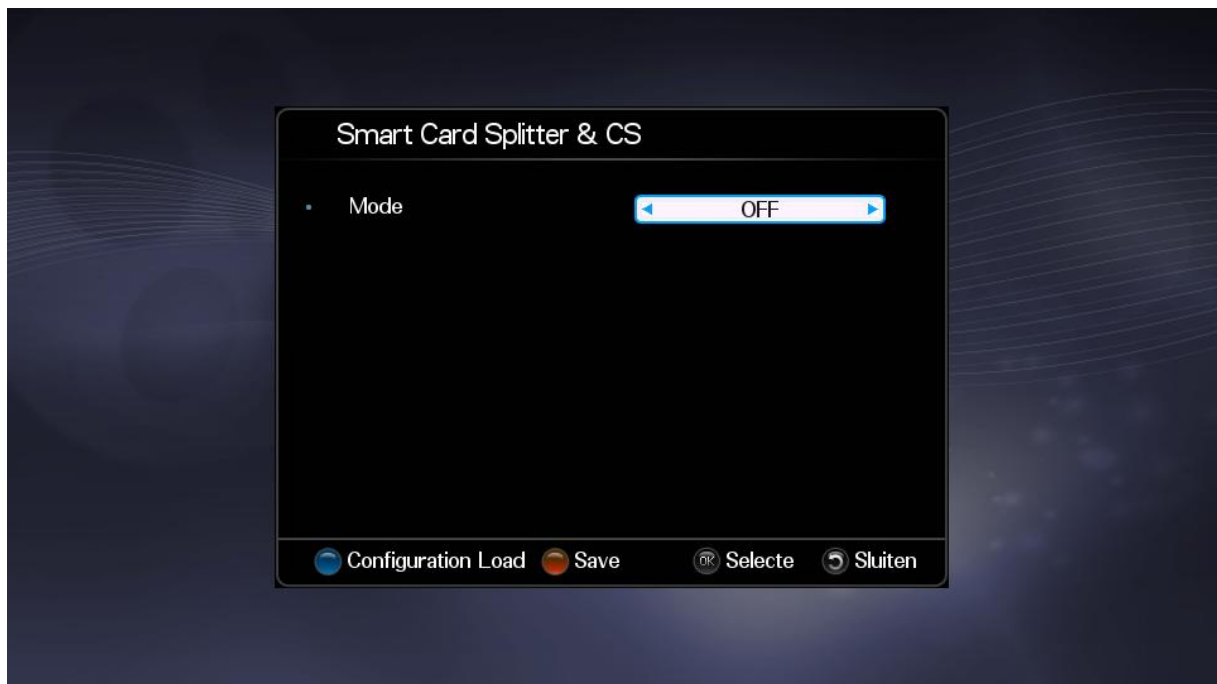 Smart Card Splitter & CS
Mode OFF
Configuration Load Save OK Selecte Sluiten